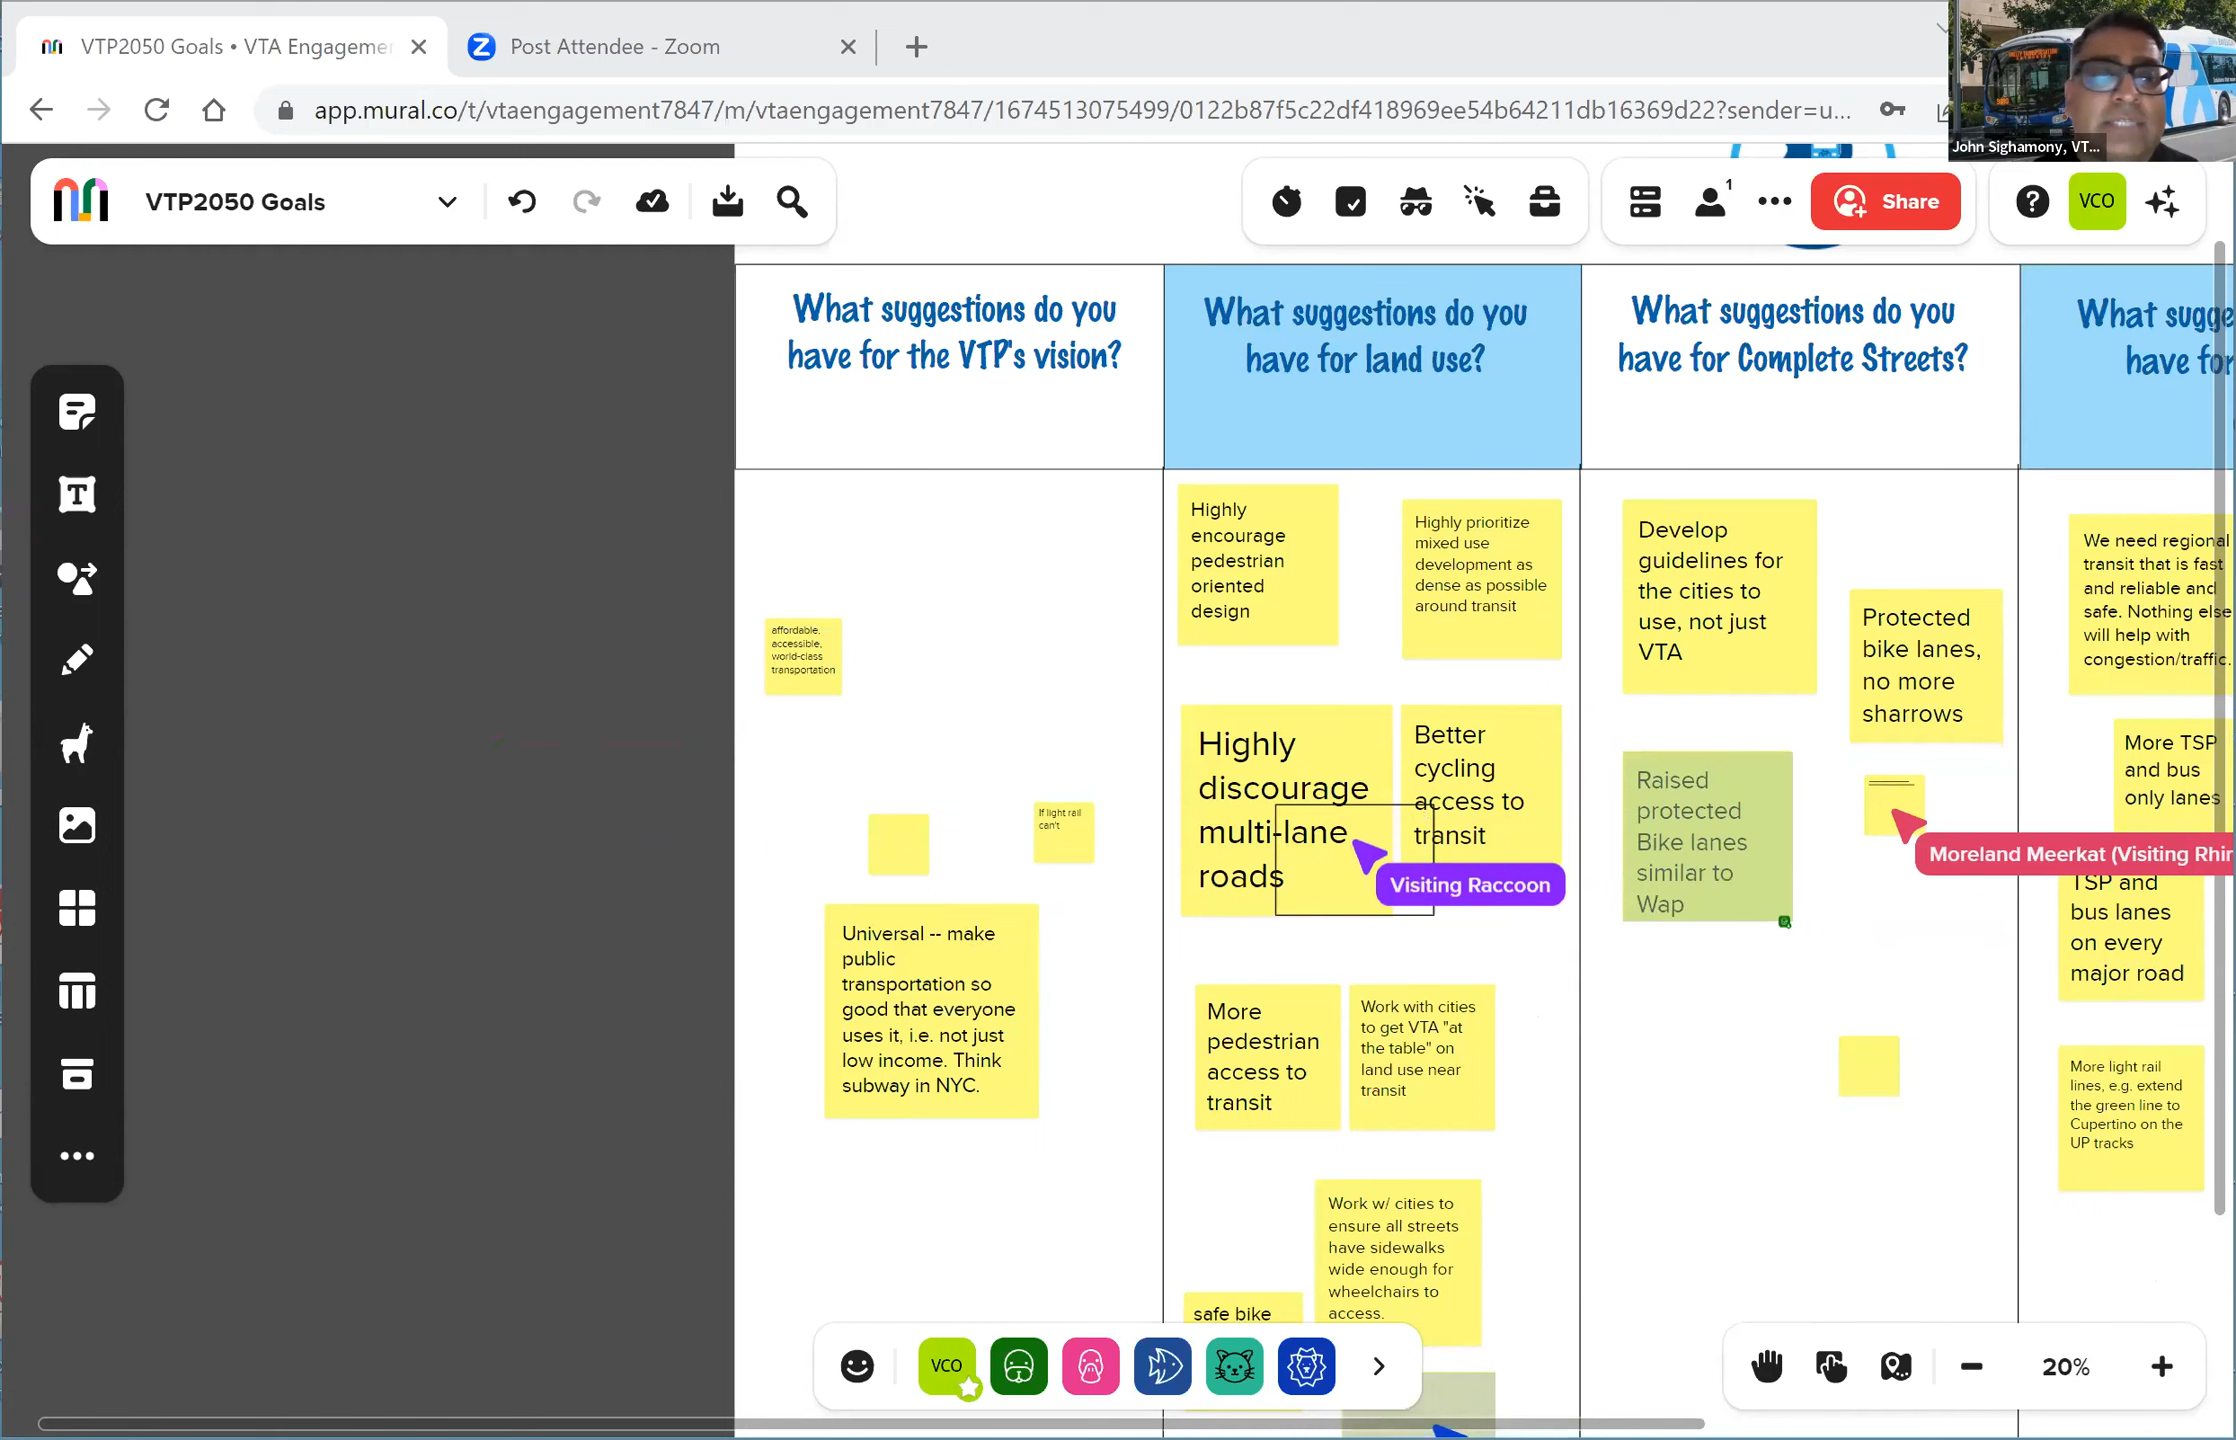 VTP2050 Goals • VTA Engageme
Post Attendee - Zoom
app.mural.co/t/vtaengagement7847/m/vtaengagement7847/1674513075499/0122b87f5c22df418969ee54b64211db16369d22?sender=u...
John Sighamony, VT...
VTP2050 Goals
1
Share
VCO
What suggestions do you
have for the VTP's vision?
affordable,
accessible,
world-class
transportation
If light rail
can't
Universal -- make
public
transportation so
good that everyone
uses it, i.e. not just
low income. Think
subway in NYC.
What suggestions do you
have for land use?
Highly
encourage
pedestrian
oriented
design
Highly prioritize
mixed use
development as
dense as possible
around transit
Highly
discourage
multi-lane
roads
Better
cycling
access to
transit
Visiting Raccoon
More
pedestrian
access to
transit
Work with cities
to get VTA "at
the table" on
land use near
transit
Work w/ cities to
ensure all streets
have sidewalks
wide enough for
wheelchairs to
access.
safe bike
What suggestions do you
have for Complete Streets?
Develop
guidelines for
the cities to
use, not just
VTA
Protected
bike lanes,
no more
sharrows
Raised
protected
Bike lanes
similar to
Wap
Moreland Meerkat (Visiting Rhin
What sugge
have for
We need regional
transit that is fast
and reliable and
safe. Nothing else
will help with
congestion/traffic.
More TSP
and bus
only lanes
TSP and
bus lanes
on every
major road
More light rail
lines, e.g. extend
the green line to
Cupertino on the
UP tracks
VCO
20%